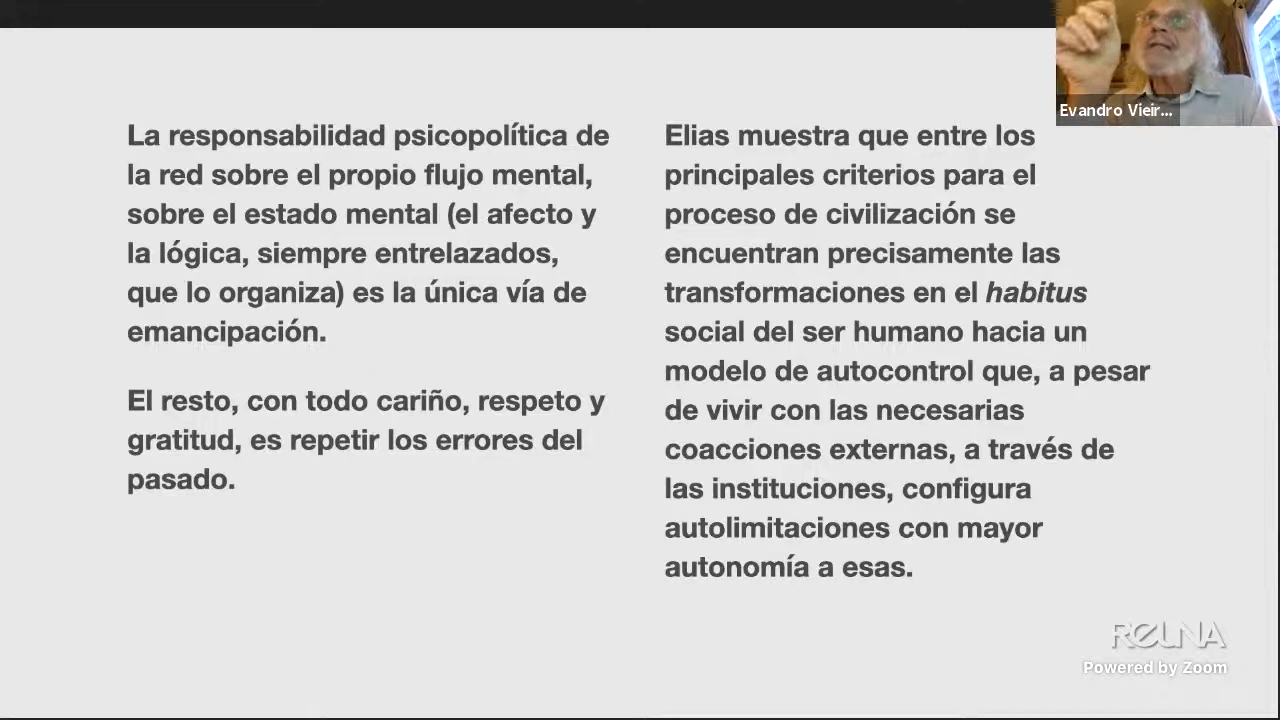 La responsabilidad psicopolítica de
la red sobre el propio flujo mental,
sobre el estado mental (el afecto y
la lógica, siempre entrelazados,
que lo organiza) es la única vía de
emancipación.
El resto, con todo cariño, respeto y
gratitud, es repetir los errores del
pasado.
Elias muestra que entre los
principales criterios para el
proceso de civilización se
encuentran precisamente las
transformaciones en el habitus
social del ser humano hacia un
modelo de autocontrol que, a pesar
de vivir con las necesarias
coacciones externas, a través de
las instituciones, configura
autolimitaciones con mayor
autonomía a esas.
Evandro Vieir...
REUNA
Powered by Zoom